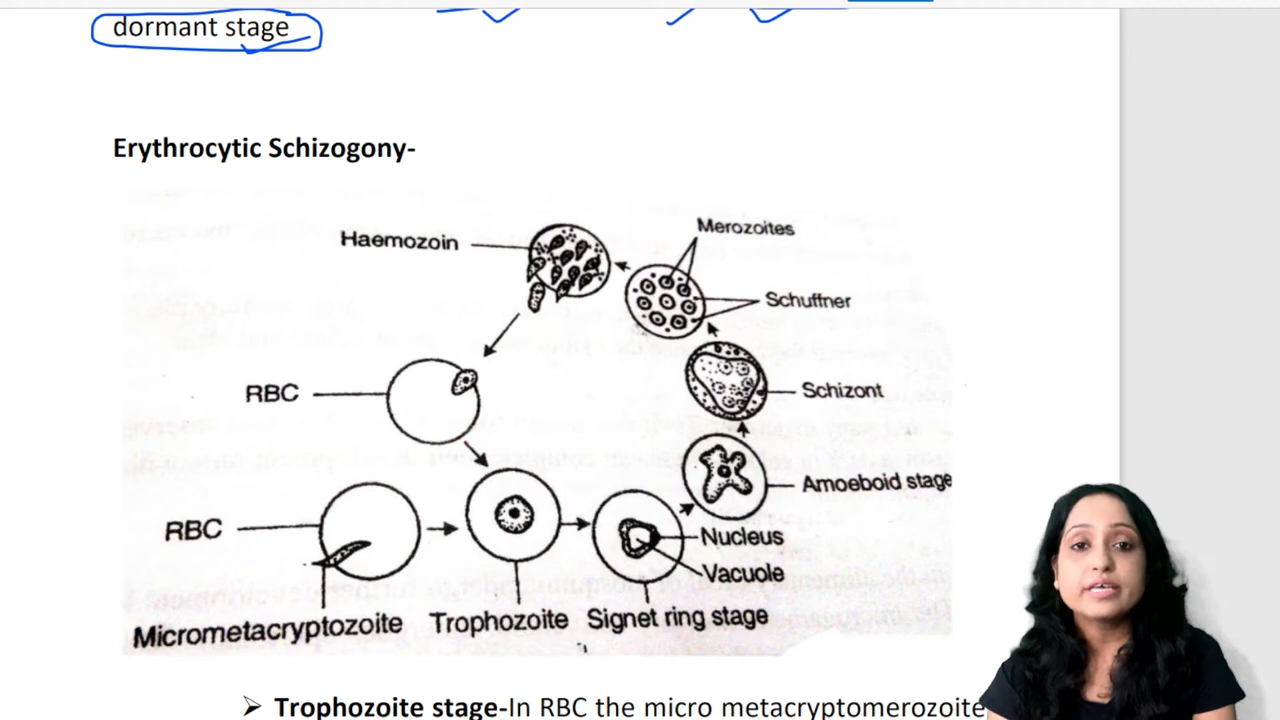 dormant stage
Erythrocytic Schizogony-
Haemozoin
Merozoites
Schuffner
RBC
Schizont
Amoeboid stage
RBC
Nucleus
Vacuole
Micrometacryptozoite
Trophozoite
Signet ring stage
➢ Trophozoite stage-In RBC the micro metacryptomerozoite